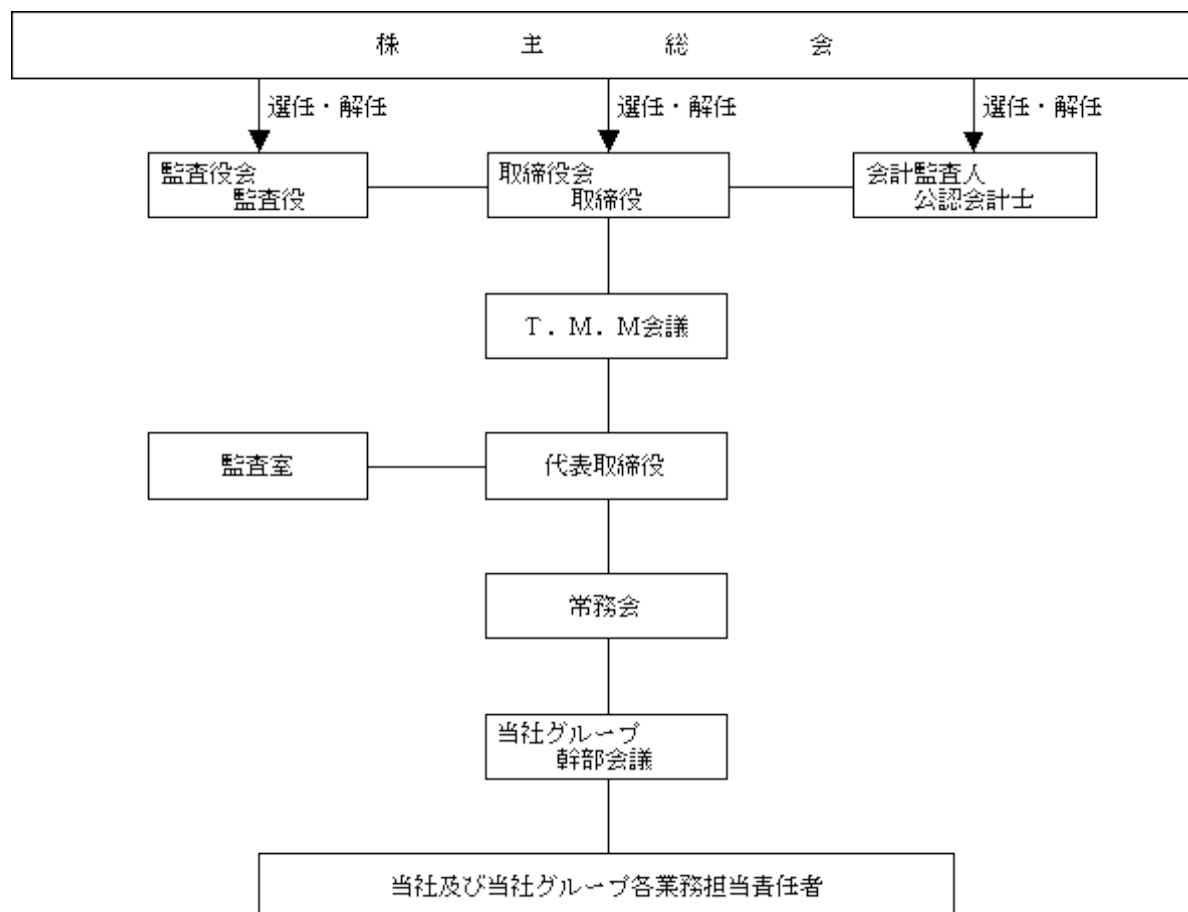 株主総会
選任・解任
選任・解任
選任・解任
監査役会
監査役
取締役会
取締役
会計監査人
公認会計士
T.M.M会議
監査室
代表取締役
常務会
当社グループ
幹部会議
当社及び当社グループ各業務担当責任者